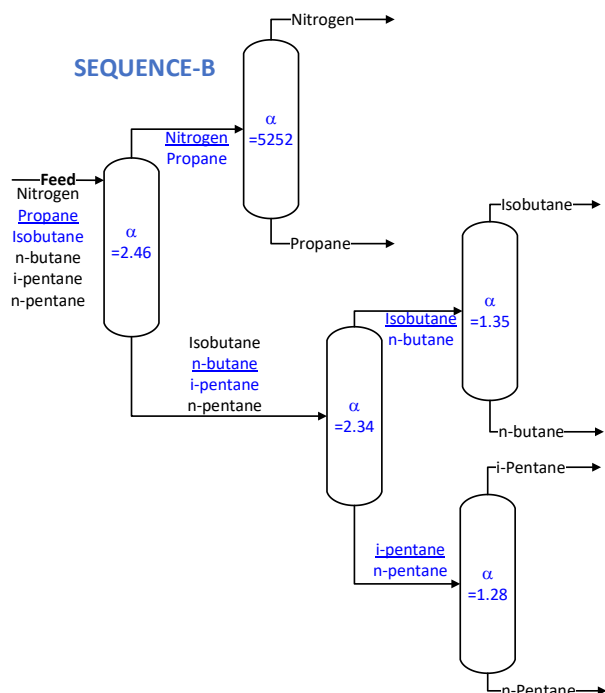 SEQUENCE-B
Nitrogen
α
=5252
Nitrogen
Propane
Propane
Feed
Nitrogen
Propane
Isobutane
n-butane
i-pentane
n-pentane
α
=2.46
Isobutane
n-butane
i-pentane
n-pentane
α
=2.34
Isobutane
n-butane
Isobutane
α
=1.35
n-butane
i-pentane
n-pentane
i-Pentane
α
=1.28
n-Pentane